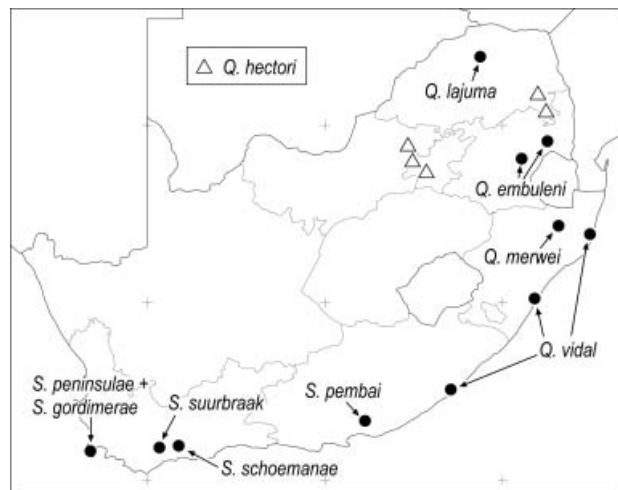 △ Q. hectori
Q. lajuma
Q. embuleni
Q. merwei
Q. vidal
S. peninsulae +
S. gordimerae
S. suurbraak
S. pembai
S. schoemanae